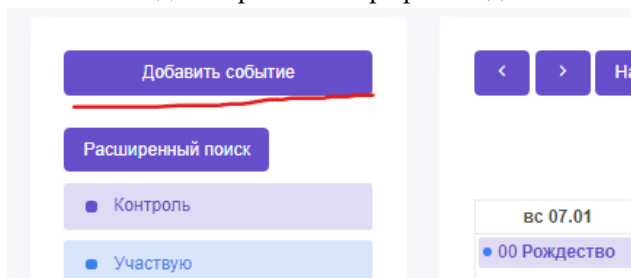 Добавить событие
Расширенный поиск
Контроль
Участвую
вс 07.01
00 Рождество